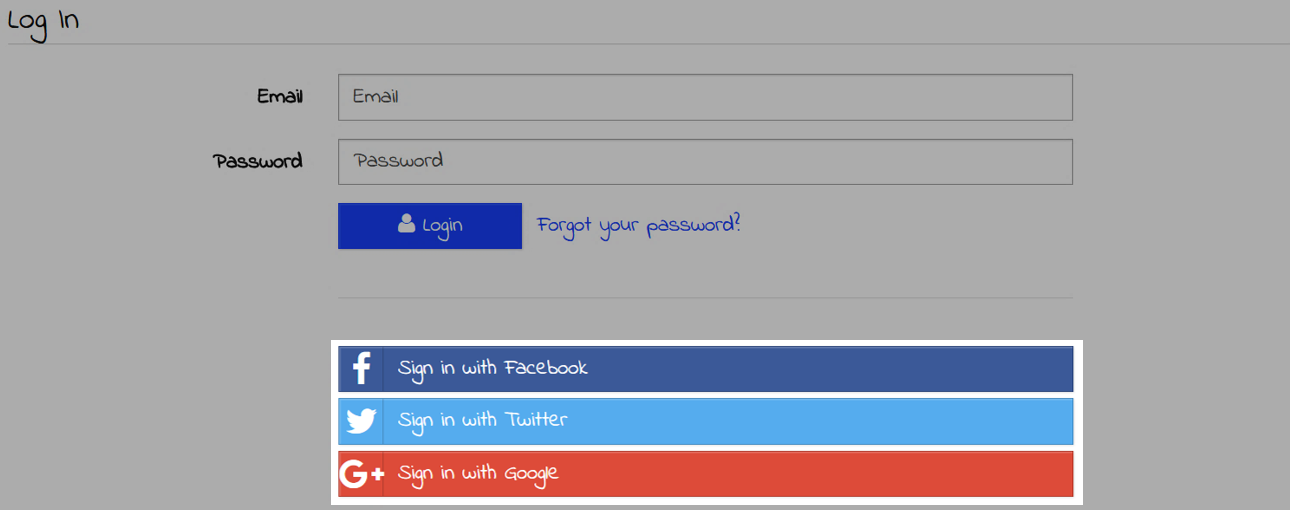 Log In
Email Email
Password Password
Login Forgot your password?
Sign in with Facebook
Sign in with Twitter
G+ Sign in with Google